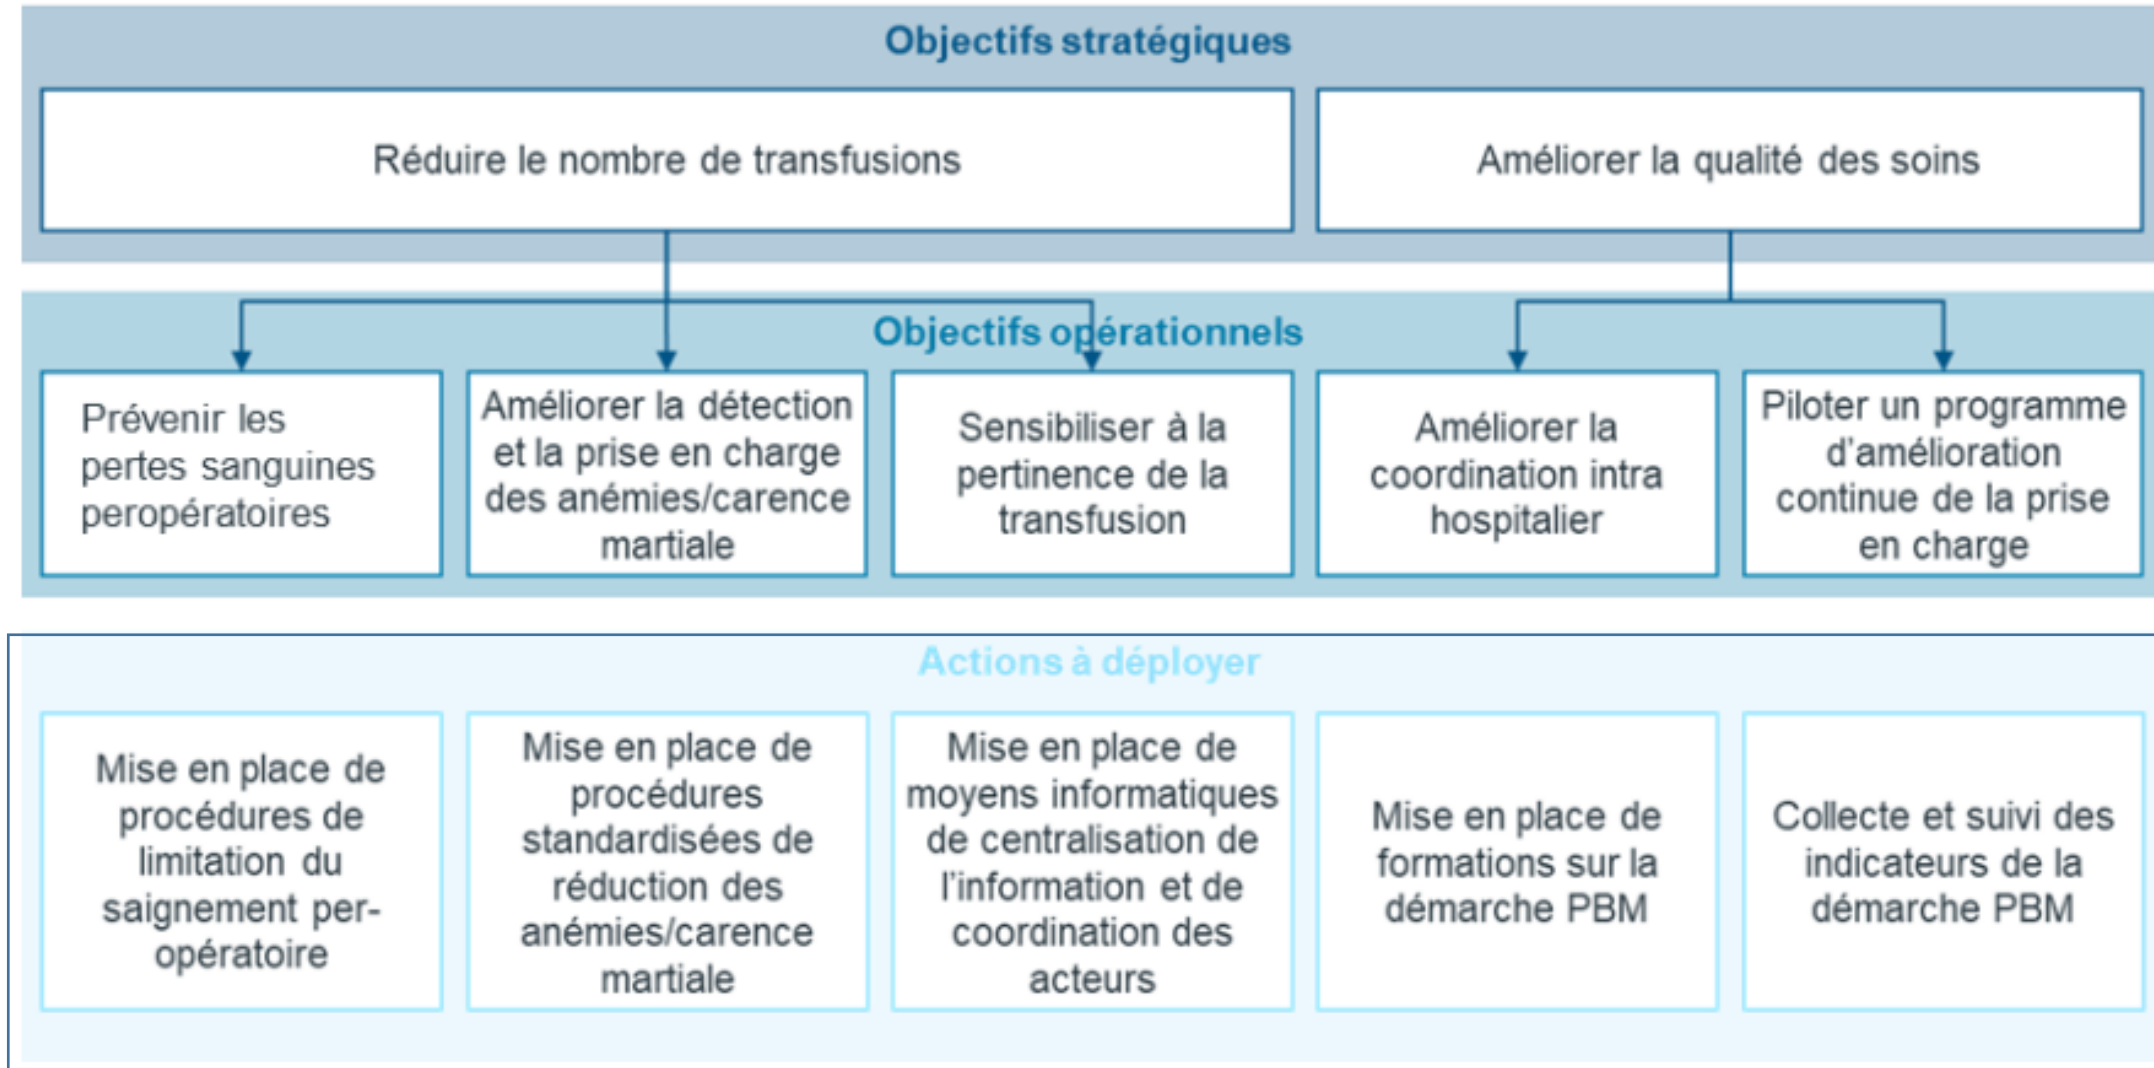 Objectifs stratégiques
Réduire le nombre de transfusions
Améliorer la qualité des soins
Objectifs opérationnels
Prévenir les
pertes sanguines
peropératoires
Améliorer la détection
et la prise en charge
des anémies/carence
martiale
Sensibiliser à la
pertinence de la
transfusion
Améliorer la
coordination intra
hospitalier
Piloter un programme
d'amélioration
continue de la prise
en charge
Actions à déployer
Mise en place de
procédures de
limitation du
saignement per-
opératoire
Mise en place de
procédures
standardisées de
réduction des
anémies/carence
martiale
Mise en place de
moyens informatiques
de centralisation de
l'information et de
coordination des
acteurs
Mise en place de
formations sur la
démarche PBM
Collecte et suivi des
indicateurs de la
démarche PBM